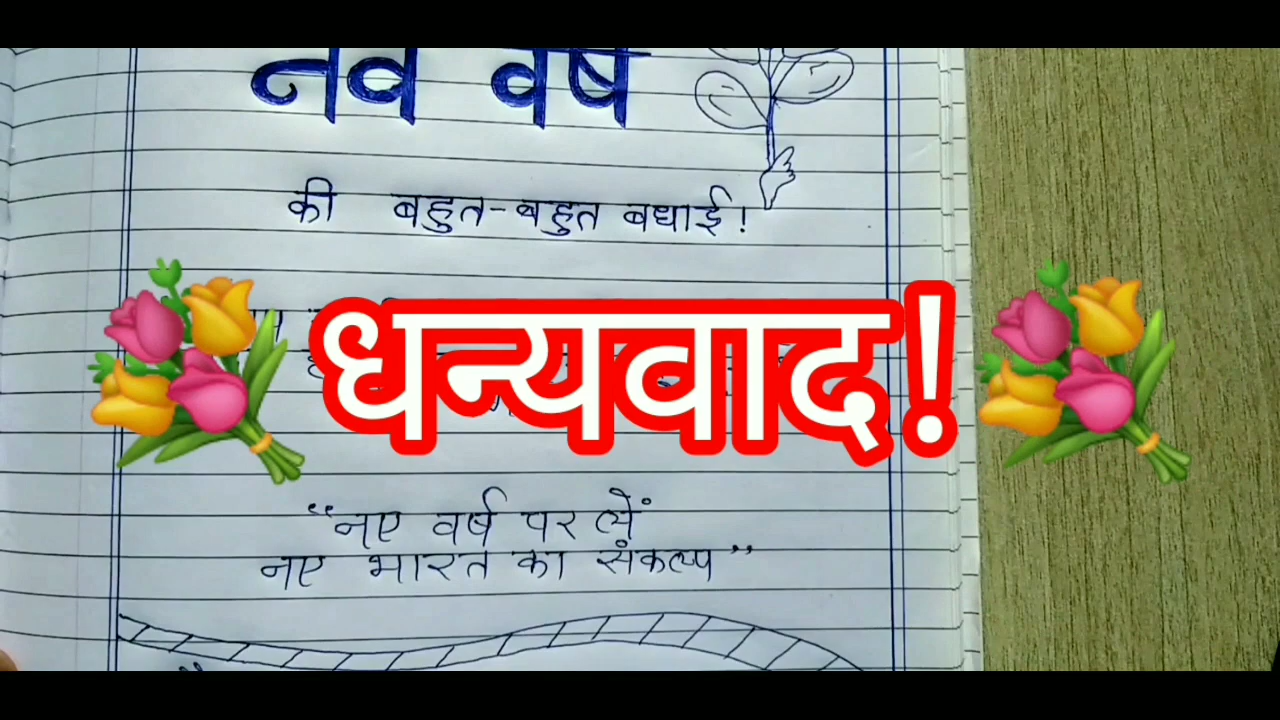 नव वर्ष
की बहुत-बहुत बधाई!
धन्यवाद!
“नए वर्ष पर लें
नए भारत का संकल्प”